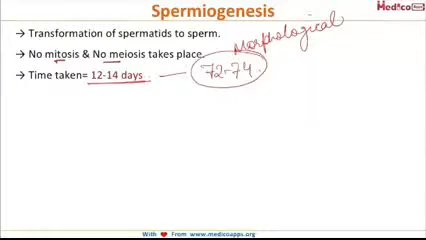 Spermiogenesis
Medico Apps
→ Transformation of spermatids to sperm.
Morphological
→ No mitosis & No meiosis takes place.
→ Time taken= 12-14 days
72-74
With ❤ From www.medicoapps.org